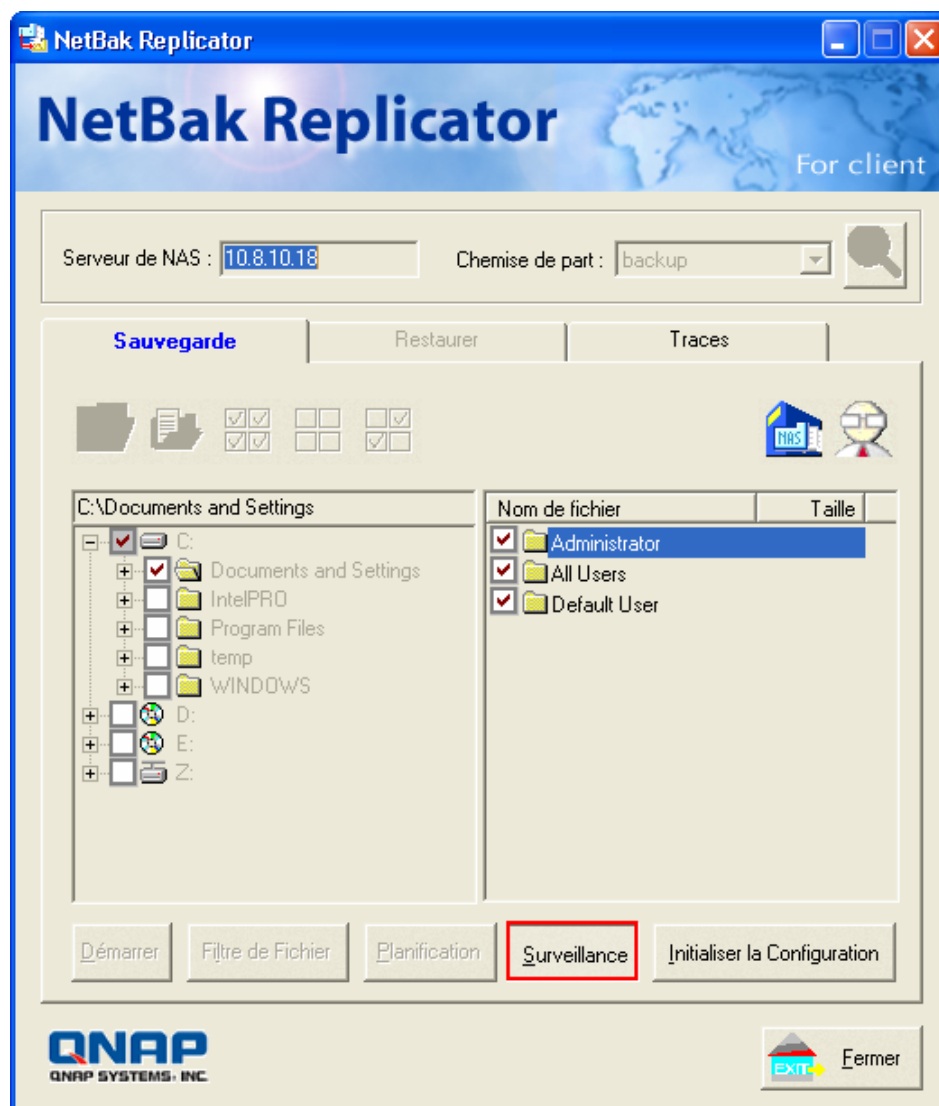 NetBak Replicator
NetBak Replicator
For client
Serveur de NAS : 10.8.10.18 Chemise de part : backup
Sauvegarde Restaurer Traces
NAS
C:\Documents and Settings
Nom de fichier Taille
C:
Documents and Settings
IntelPRO
Program Files
temp
WINDOWS
D:
E:
Z:
Administrator
All Users
Default User
Démarrer Filtre de Fichier Planification Surveillance Initialiser la Configuration
QNAP
QNAP SYSTEMS, INC
EXIT Fermer